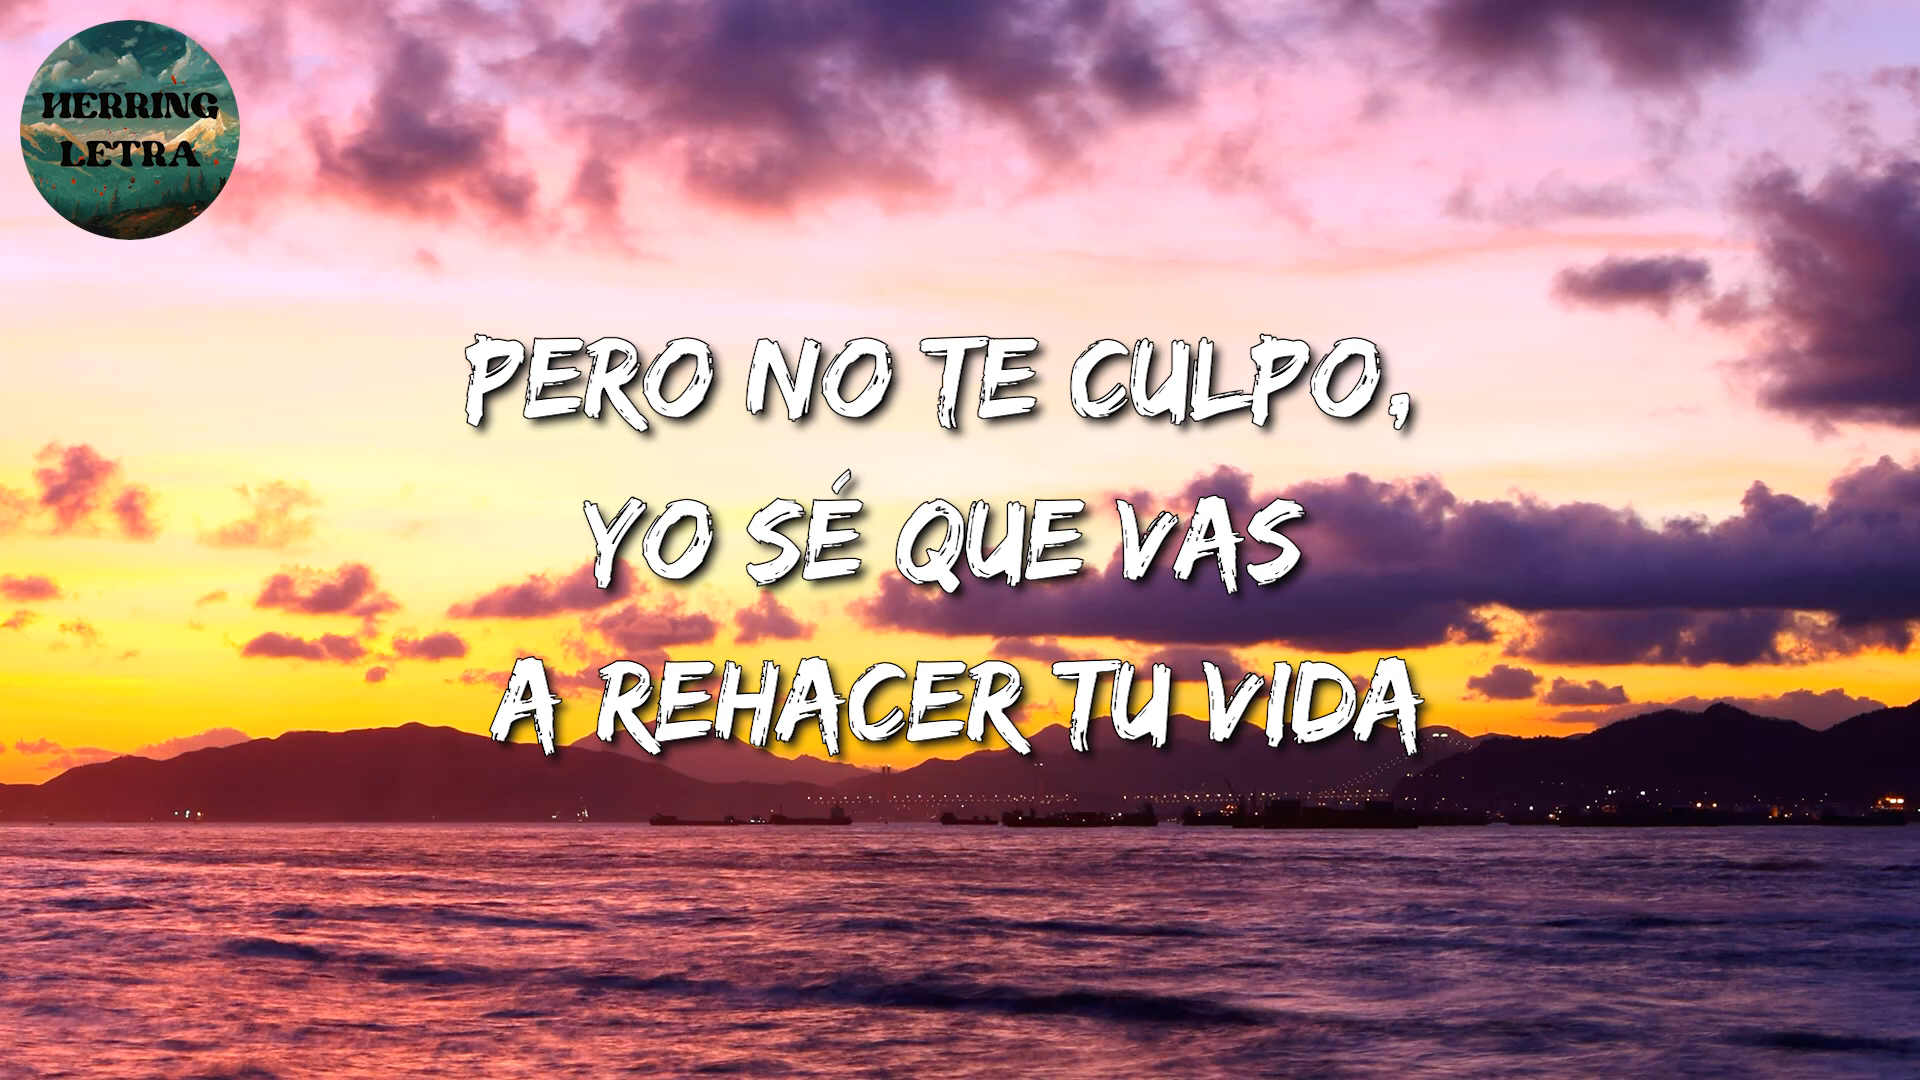 HERRING
LETRA
PERO NO TE CULPO,
YO SÉ QUE VAS
A REHACER TU VIDA